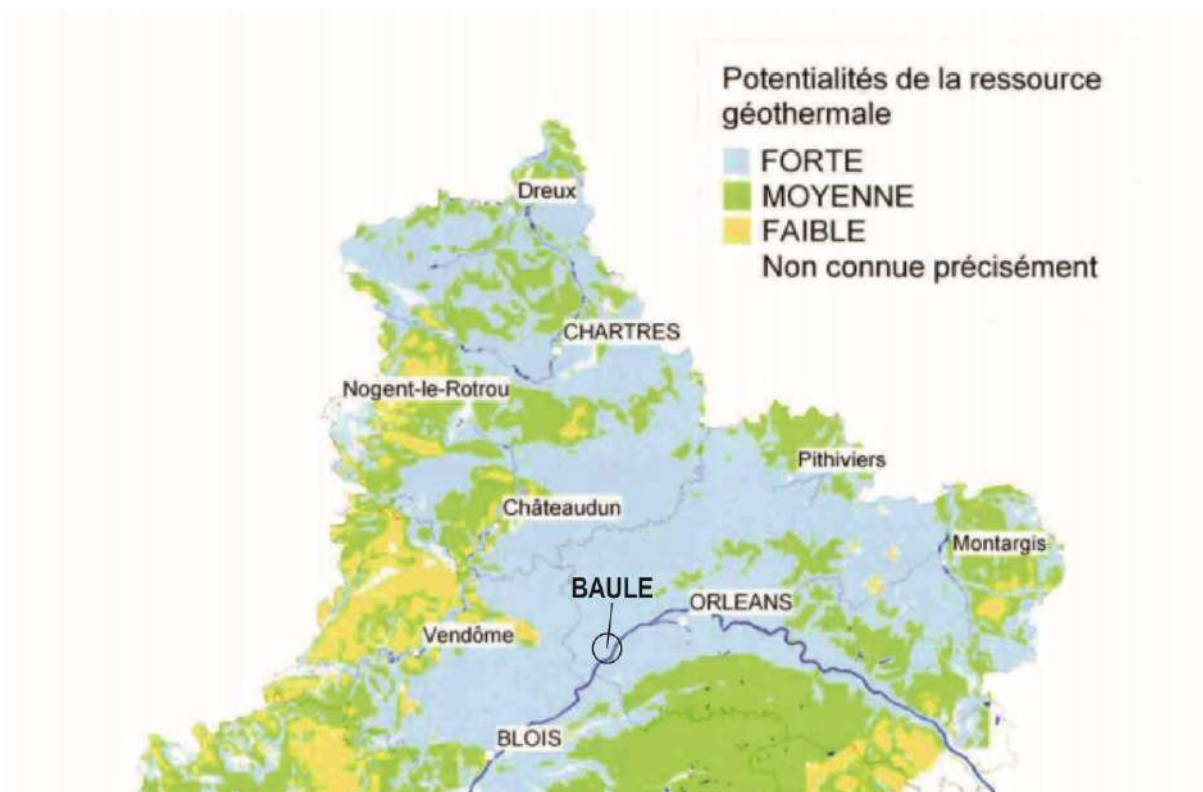 Potentialités de la ressource
géothermale
FORTE
MOYENNE
FAIBLE
Non connue précisément
Dreux
CHARTRES
Nogent-le-Rotrou
Pithiviers
Châteaudun
Montargis
BAULE
ORLEANS
Vendôme
BLOIS